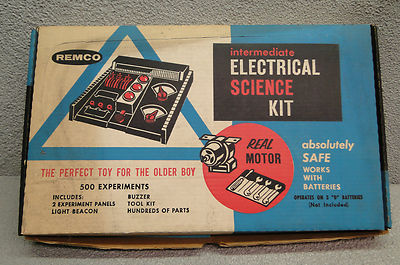 REMCO
intermediate
ELECTRICAL
SCIENCE
KIT
REAL
MOTOR
absolutely
SAFE
WORKS
WITH
BATTERIES
OPERATES ON 2 "D" BATTERIES
(Not Included)
THE PERFECT TOY FOR THE OLDER BOY
500 EXPERIMENTS
INCLUDES:
2 EXPERIMENT PANELS
LIGHT BEACON
BUZZER
TOOL KIT
HUNDREDS OF PARTS